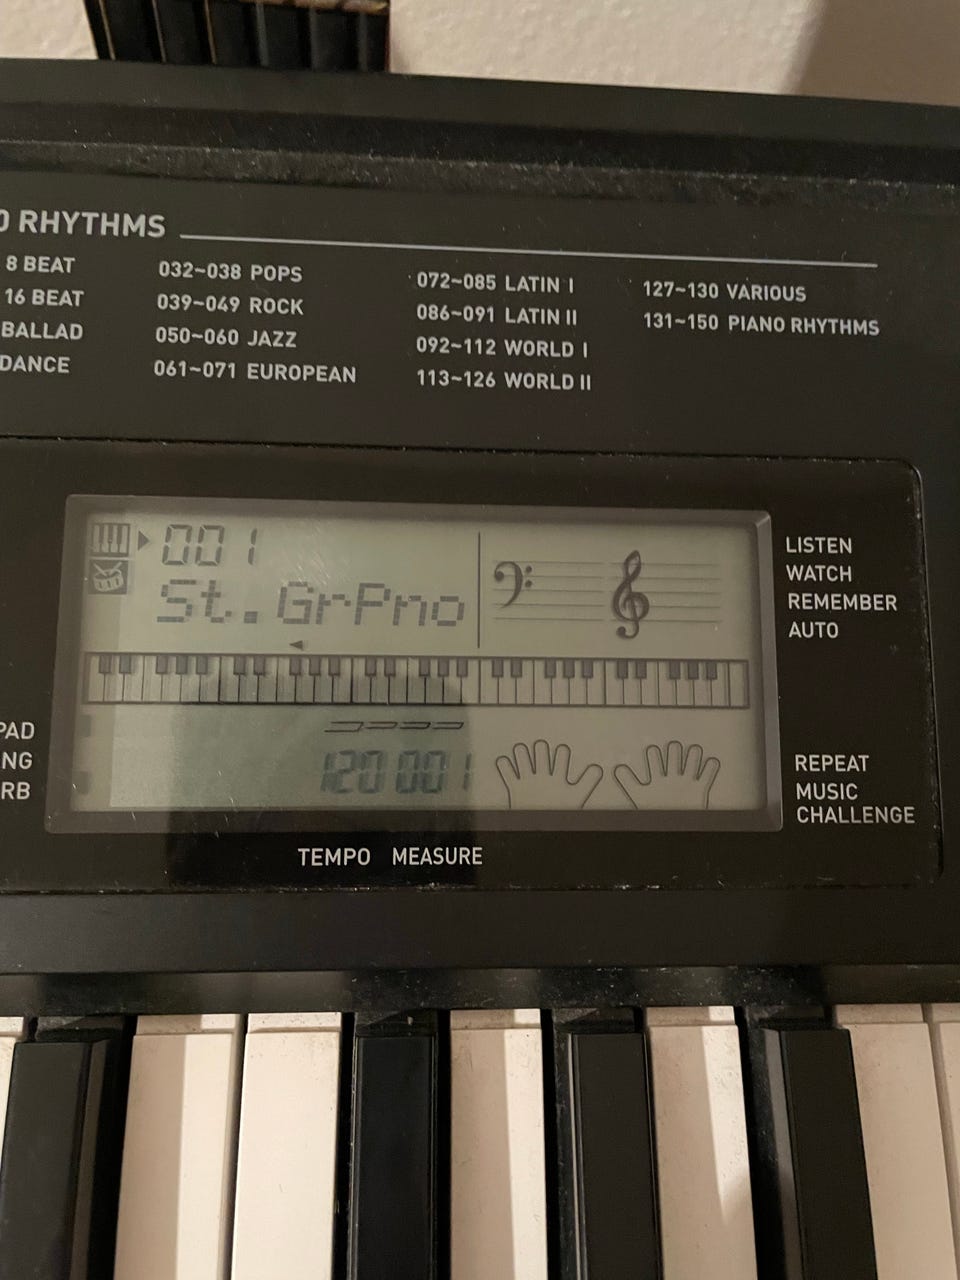 0 RHYTHMS
8 BEAT
16 BEAT
BALLAD
DANCE
032~038 POPS
039~049 ROCK
050~060 JAZZ
061~071 EUROPEAN
072~085 LATIN I
086~091 LATIN II
092~112 WORLD I
113~126 WORLD II
127~130 VARIOUS
131~150 PIANO RHYTHMS
001
St.GrPno
LISTEN
WATCH
REMEMBER
AUTO
PAD
NG
RB
120 001
REPEAT
MUSIC
CHALLENGE
TEMPO MEASURE